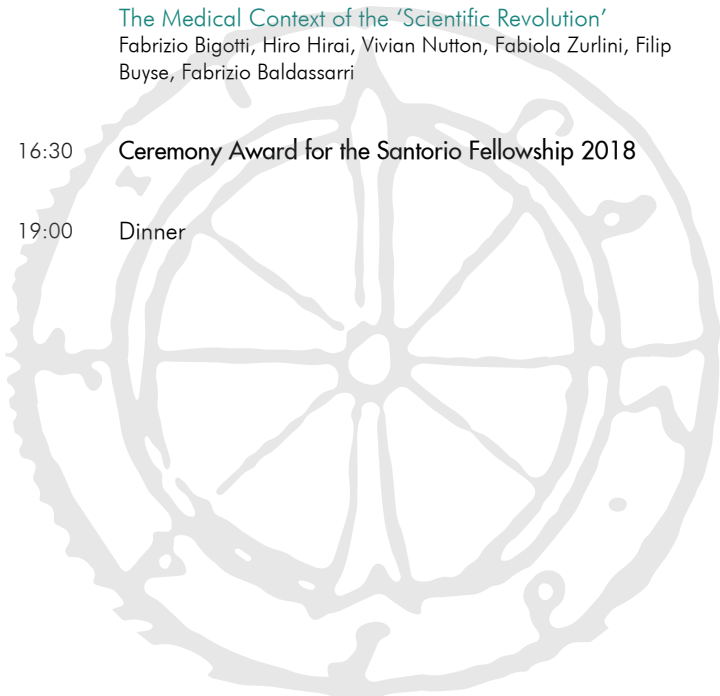 The Medical Context of the ‘Scientific Revolution’
Fabrizio Bigotti, Hiro Hirai, Vivian Nutton, Fabiola Zurlini, Filip
Buyse, Fabrizio Baldassarri
16:30 Ceremony Award for the Santorio Fellowship 2018
19:00 Dinner